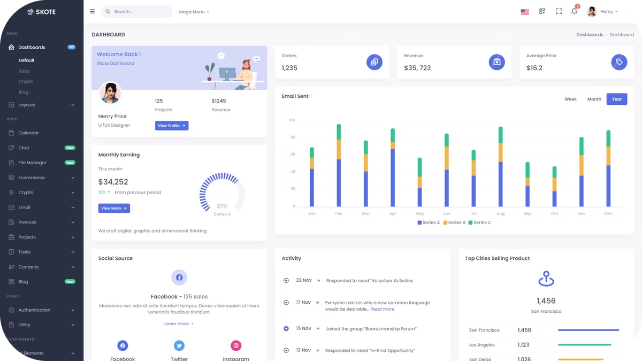 SKOTE
Search...
Mega Menu
Henry
MENU
Dashboards
Default
Saas
Crypto
Blog
Layouts
APPS
Calendar
Chat
File Manager
Ecommerce
Crypto
Email
Invoices
Projects
Tasks
Contacts
Blog
PAGES
Authentication
Utility
COMPONENTS
Elements
DASHBOARD
Dashboards
Dashboard
Welcome Back !
Skote Dashboard
Henry Price
UI/UX Designer
125
Projects
$1245
Revenue
View Profile
Orders
1,235
Revenue
$35, 723
Average Price
$16.2
Monthly Earning
This month
$34,252
From previous period
View More
67%
Series A
We craft digital, graphic and dimensional thinking.
Email Sent
Week
Month
Year
100
80
60
40
20
0
Jan Feb Mar Apr May Jun Jul Aug Sep Oct Nov Dec
Series A Series B Series C
Social Source
Facebook - 125 sales
Maecenas nec odio et ante tincidunt tempus. Donec vitae sapien ut libero
venenatis faucibus tincidunt.
Learn more
Facebook
Twitter
Instagram
Activity
22 Nov
Responded to need "Volunteer Activities
17 Nov
Everyone realizes why a new common language
would be desirable... Read more
15 Nov
Joined the group "Boardsmanship Forum"
12 Nov
Responded to need "In-Kind Opportunity"
Top Cities Selling Product
1,456
San Francisco
San Francisco 1,456
Los Angeles 1,123
San Diego 1,026